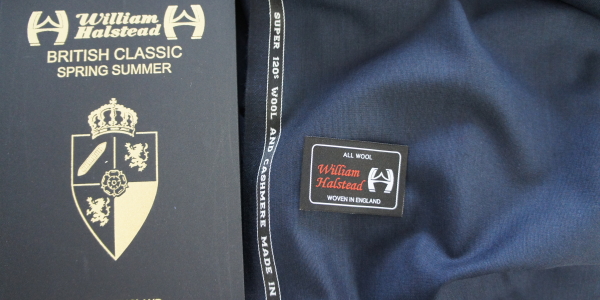 William
Halstead
BRITISH CLASSIC
SPRING SUMMER
SUPER 120s WOOL AND CASHMERE MADE IN
ALL WOOL
William
Halstead
WOVEN IN ENGLAND